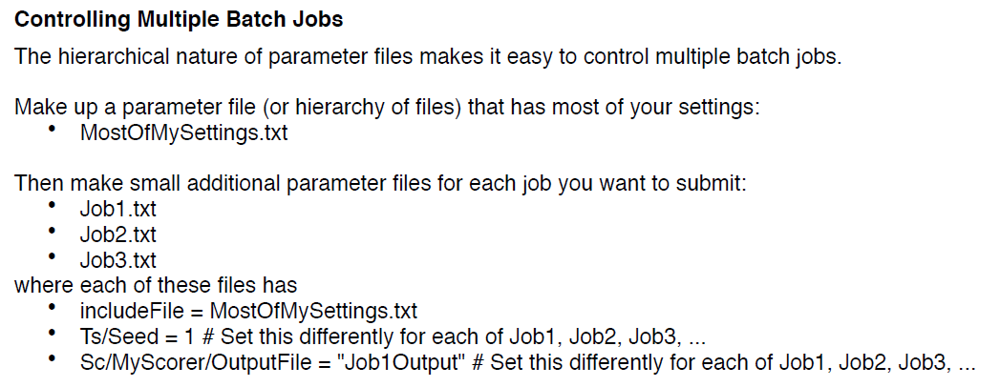 Controlling Multiple Batch Jobs
The hierarchical nature of parameter files makes it easy to control multiple batch jobs.
Make up a parameter file (or hierarchy of files) that has most of your settings:
• MostOfMySettings.txt
Then make small additional parameter files for each job you want to submit:
• Job1.txt
• Job2.txt
• Job3.txt
where each of these files has
• includeFile = MostOfMySettings.txt
• Ts/Seed = 1 # Set this differently for each of Job1, Job2, Job3, ...
• Sc/MyScorer/OutputFile = "Job1Output" # Set this differently for each of Job1, Job2, Job3, ...